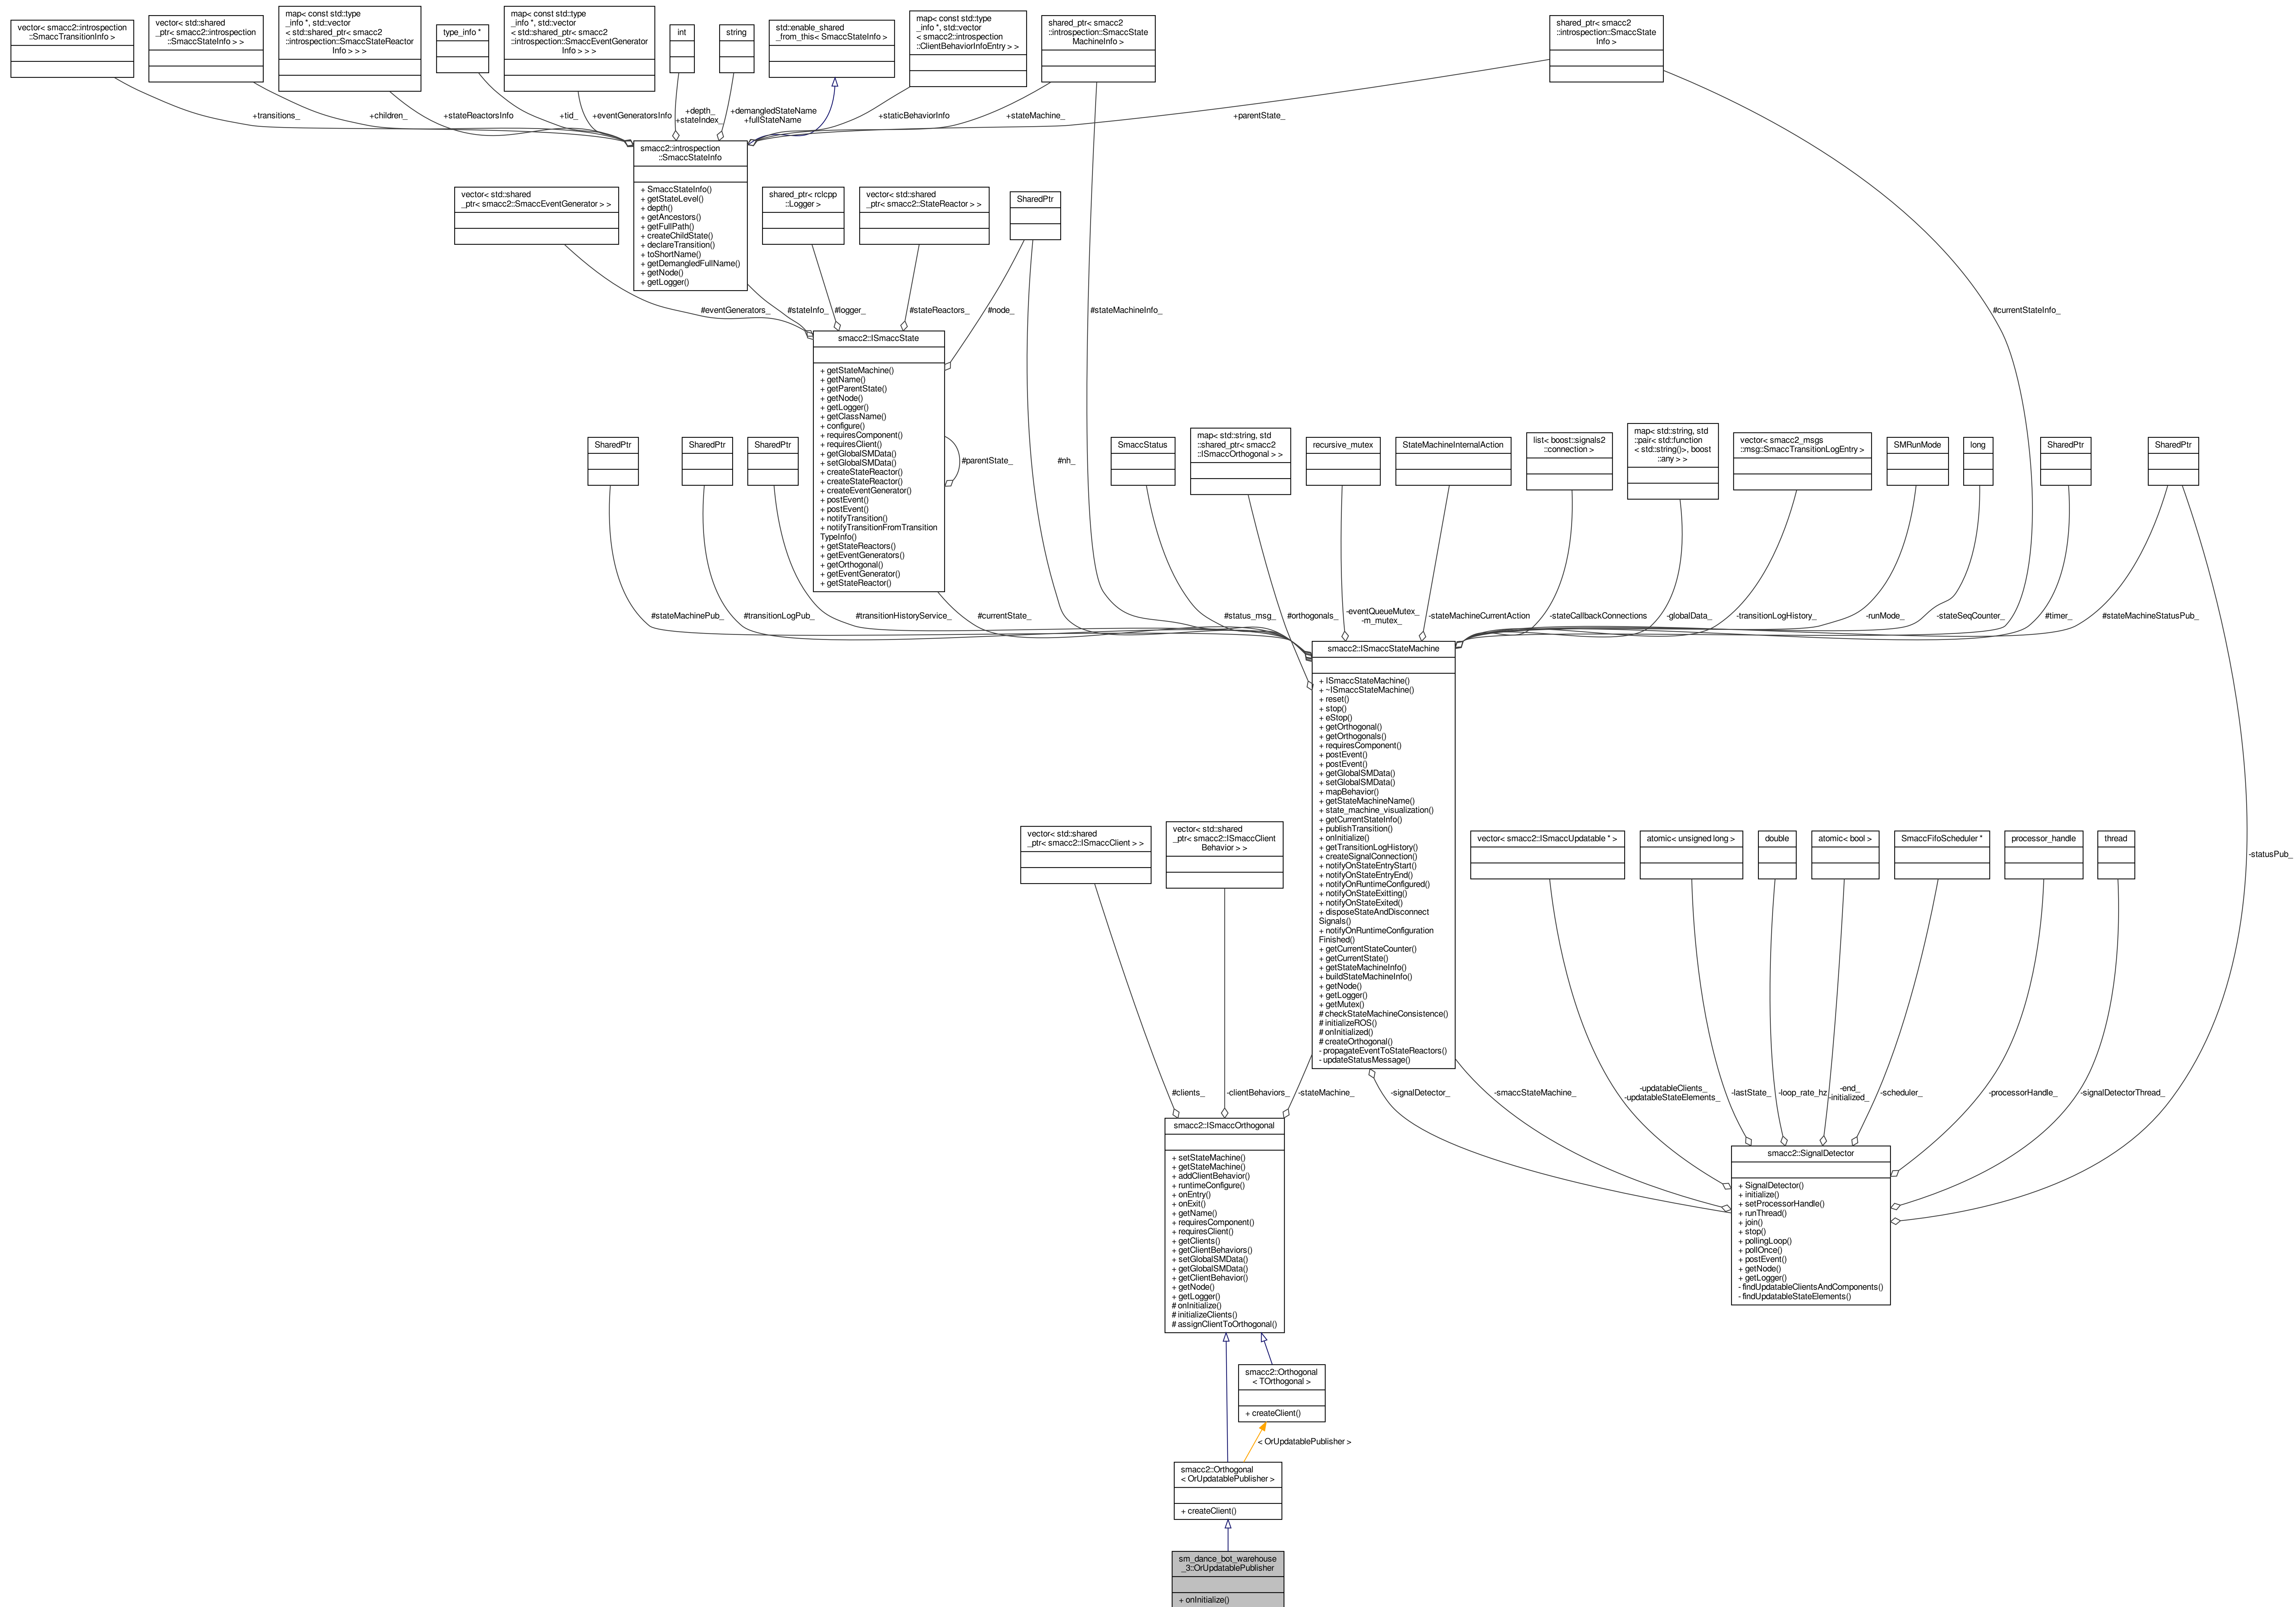 vector< smacc2::introspection
::SmaccTransitionInfo >
vector< std::shared
_ptr< smacc2::introspection
::SmaccStateInfo > >
map< const std::type
_info *, std::vector
< std::shared_ptr< smacc2
::introspection::SmaccStateReactor
Info > > >
type_info *
map< const std::type
_info *, std::vector
< std::shared_ptr< smacc2
::introspection::SmaccEventGenerator
Info > > >
int
string
std::enable_shared
_from_this< SmaccStateInfo >
map< const std::type
_info *, std::vector
< smacc2::introspection
::ClientBehaviorInfoEntry > >
shared_ptr< smacc2
::introspection::SmaccState
MachineInfo >
shared_ptr< smacc2
::introspection::SmaccState
Info >
+transitions_
+children_
+stateReactorsInfo
+tid_
+eventGeneratorsInfo
+depth_
+stateIndex_
+demangledStateName
+fullStateName
+staticBehaviorInfo
+stateMachine_
+parentState_
smacc2::introspection
::SmaccStateInfo
+ SmaccStateInfo()
+ getStateLevel()
+ depth()
+ getAncestors()
+ getFullPath()
+ createChildState()
+ declareTransition()
+ toShortName()
+ getDemangledFullName()
+ getNode()
+ getLogger()
vector< std::shared
_ptr< smacc2::SmaccEventGenerator > >
shared_ptr< rclcpp
::Logger >
vector< std::shared
_ptr< smacc2::StateReactor > >
SharedPtr
#eventGenerators_
#stateInfo_
#logger_
#stateReactors_
#node_
#stateMachineInfo_
#currentStateInfo_
smacc2::ISmaccState
+ getStateMachine()
+ getName()
+ getParentState()
+ getNode()
+ getLogger()
+ getClassName()
+ configure()
+ requiresComponent()
+ requiresClient()
+ getGlobalSMData()
+ setGlobalSMData()
+ createStateReactor()
+ createStateReactor()
+ createEventGenerator()
+ postEvent()
+ postEvent()
+ notifyTransition()
+ notifyTransitionFromTransition
TypeInfo()
+ getStateReactors()
+ getEventGenerators()
+ getOrthogonal()
+ getEventGenerator()
+ getStateReactor()
#parentState_
#nh_
SharedPtr
SharedPtr
SharedPtr
SmaccStatus
map< std::string, std
::shared_ptr< smacc2
::ISmaccOrthogonal > >
recursive_mutex
StateMachineInternalAction
list< boost::signals2
::connection >
map< std::string, std
::pair< std::function
< std::string()>, boost
::any > >
vector< smacc2_msgs
::msg::SmaccTransitionLogEntry >
SMRunMode
long
SharedPtr
SharedPtr
#stateMachinePub_
#transitionLogPub_
#transitionHistoryService_
#currentState_
#status_msg_
#orthogonals_
-eventQueueMutex_
-m_mutex_
-stateMachineCurrentAction
-stateCallbackConnections
-globalData_
-transitionLogHistory_
-runMode_
-stateSeqCounter_
#timer_
#stateMachineStatusPub_
smacc2::ISmaccStateMachine
+ ISmaccStateMachine()
+ ~ISmaccStateMachine()
+ reset()
+ stop()
+ eStop()
+ getOrthogonal()
+ getOrthogonals()
+ requiresComponent()
+ postEvent()
+ postEvent()
+ getGlobalSMData()
+ setGlobalSMData()
+ mapBehavior()
+ getStateMachineName()
+ state_machine_visualization()
+ getCurrentStateInfo()
+ publishTransition()
+ onInitialize()
+ getTransitionLogHistory()
+ createSignalConnection()
+ notifyOnStateEntryStart()
+ notifyOnStateEntryEnd()
+ notifyOnRuntimeConfigured()
+ notifyOnStateExitting()
+ notifyOnStateExited()
+ disposeStateAndDisconnect
Signals()
+ notifyOnRuntimeConfiguration
Finished()
+ getCurrentStateCounter()
+ getCurrentState()
+ getStateMachineInfo()
+ buildStateMachineInfo()
+ getNode()
+ getLogger()
+ getMutex()
# checkStateMachineConsistence()
# initializeROS()
# onInitialized()
# createOrthogonal()
- propagateEventToStateReactors()
- updateStatusMessage()
vector< std::shared
_ptr< smacc2::ISmaccClient > >
vector< std::shared
_ptr< smacc2::ISmaccClient
Behavior > >
vector< smacc2::ISmaccUpdatable * >
atomic< unsigned long >
double
atomic< bool >
SmaccFifoScheduler *
processor_handle
thread
-statusPub_
#clients_
-clientBehaviors_
-stateMachine_
-signalDetector_
-smaccStateMachine_
-updatableClients_
-updatableStateElements_
-lastState_
-loop_rate_hz
-end_
-initialized_
-scheduler_
-processorHandle_
-signalDetectorThread_
smacc2::ISmaccOrthogonal
+ setStateMachine()
+ getStateMachine()
+ addClientBehavior()
+ runtimeConfigure()
+ onEntry()
+ onExit()
+ getName()
+ requiresComponent()
+ requiresClient()
+ getClients()
+ getClientBehaviors()
+ setGlobalSMData()
+ getGlobalSMData()
+ getClientBehavior()
+ getNode()
+ getLogger()
# onInitialize()
# initializeClients()
# assignClientToOrthogonal()
smacc2::SignalDetector
+ SignalDetector()
+ initialize()
+ setProcessorHandle()
+ runThread()
+ join()
+ stop()
+ pollingLoop()
+ pollOnce()
+ postEvent()
+ getNode()
+ getLogger()
- findUpdatableClientsAndComponents()
- findUpdatableStateElements()
smacc2::Orthogonal
< TOrthogonal >
+ createClient()
< OrUpdatablePublisher >
smacc2::Orthogonal
< OrUpdatablePublisher >
+ createClient()
sm_dance_bot_warehouse
_3::OrUpdatablePublisher
+ onInitialize()